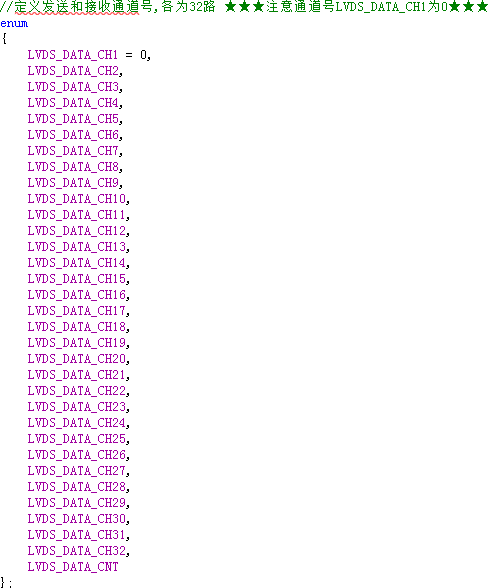 //定义发送和接收通道号,各为32路 ★★★注意通道号LVDS_DATA_CH1为0★★★
enum
{
LVDS_DATA_CH1 = 0,
LVDS_DATA_CH2,
LVDS_DATA_CH3,
LVDS_DATA_CH4,
LVDS_DATA_CH5,
LVDS_DATA_CH6,
LVDS_DATA_CH7,
LVDS_DATA_CH8,
LVDS_DATA_CH9,
LVDS_DATA_CH10,
LVDS_DATA_CH11,
LVDS_DATA_CH12,
LVDS_DATA_CH13,
LVDS_DATA_CH14,
LVDS_DATA_CH15,
LVDS_DATA_CH16,
LVDS_DATA_CH17,
LVDS_DATA_CH18,
LVDS_DATA_CH19,
LVDS_DATA_CH20,
LVDS_DATA_CH21,
LVDS_DATA_CH22,
LVDS_DATA_CH23,
LVDS_DATA_CH24,
LVDS_DATA_CH25,
LVDS_DATA_CH26,
LVDS_DATA_CH27,
LVDS_DATA_CH28,
LVDS_DATA_CH29,
LVDS_DATA_CH30,
LVDS_DATA_CH31,
LVDS_DATA_CH32,
LVDS_DATA_CNT
};